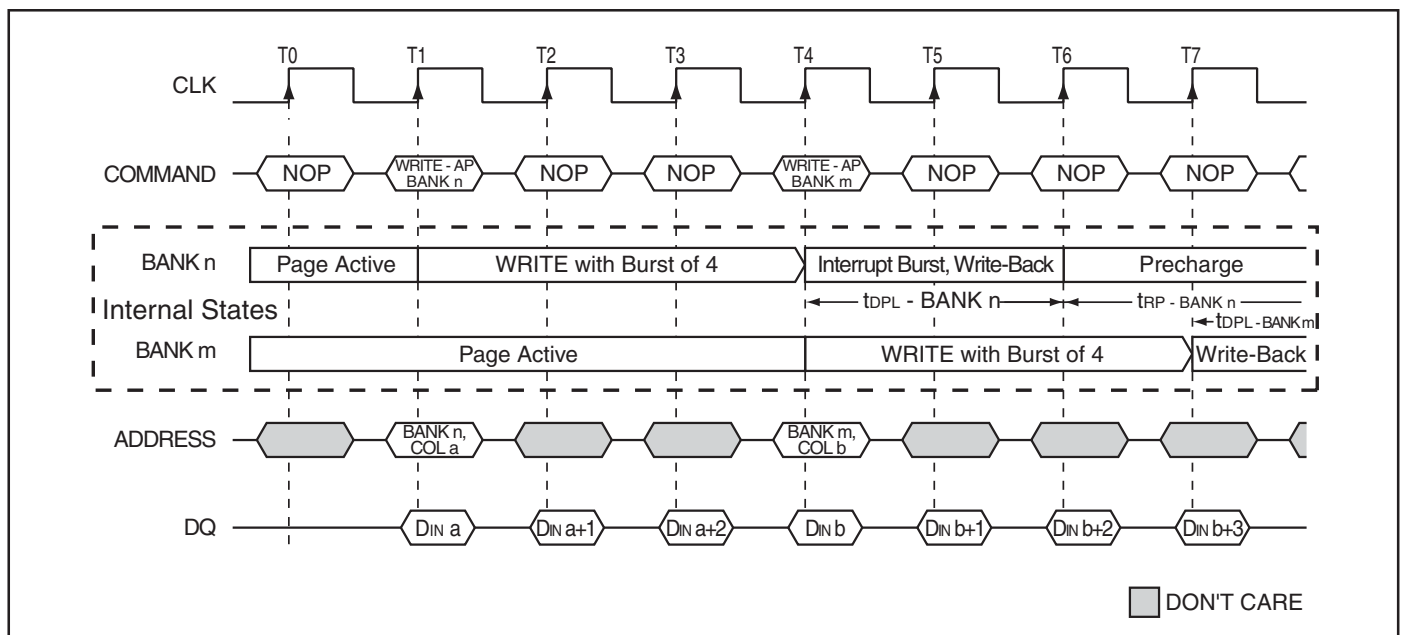 T0 T1 T2 T3 T4 T5 T6 T7
CLK
COMMAND NOP WRITE - AP BANK n NOP NOP WRITE - AP BANK m NOP NOP NOP
BANK n Page Active WRITE with Burst of 4 Interrupt Burst, Write-Back Precharge
Internal States tDPL - BANK n tRP - BANK n
tDPL - BANK m
BANK m Page Active WRITE with Burst of 4 Write-Back
ADDRESS BANK n, COL a BANK m, COL b
DQ DIN a DIN a+1 DIN a+2 DIN b DIN b+1 DIN b+2 DIN b+3
DON'T CARE